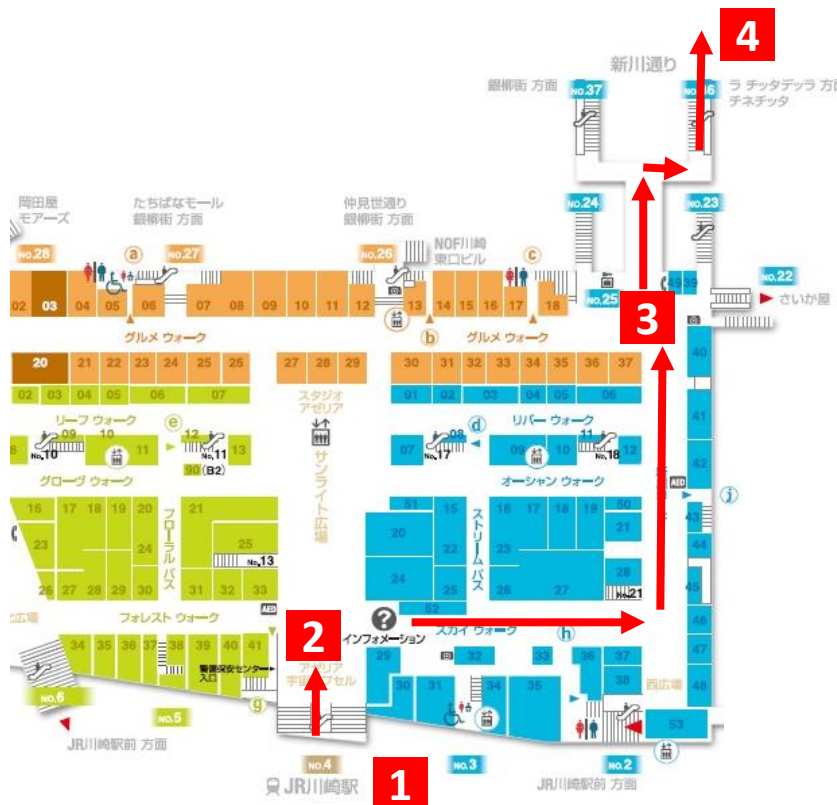 4
新川通り
銀柳街 方面
NO.37
ラ チッタデッラ 方面
チネチッタ
岡田屋
モアーズ
たちばなモール
銀柳街 方面
仲見世通り
銀柳街 方面
NO.24
NO.23
NO.28
ⓐ
NO.27
NO.26
NOF川崎
東口ビル
ⓒ
NO.22
さいか屋
NO.25
3
02 03 04 05 06 07 08 09 10 11 12 13 14 15 16 17 18 49 39
グルメ ウォーク
ⓑ
グルメ ウォーク
40
20 21 22 23 24 25 26 27 28 29 30 31 32 33 34 35 36 37
02 03 04 05 06 07
スタジオ
アゼリア
01 02 03 04 05 06
41
リーフ ウォーク
ⓔ
ⓓ
リバー ウォーク
09 10 11 12 13
No.10
No.11
90(B2)
サンライト広場
07 08 09 10 11 12
No.17
No.18
42
グローヴ ウォーク
オーシャン ウォーク
AED
ⓙ
16 17 18 19 20 21
フローラル パス
23 24 25
No.13
26 27 28 29 30 31 32 33
51 15 16 17 18 19 50
20 21
ストリーム パス
22 23
24 25 26 27 28
No.21
43
44
45
46
47
48
52
フォレスト ウォーク
AED
?
インフォメーション
スカイ ウォーク
ⓗ
2
34 35 36 37 38 39 40 41
警備保安センター
入口
ⓖ
アゼリア
29 30 31 32 33 34 35 36 37 38
西広場
53
NO.6
NO.5
JR川崎駅前 方面
NO.4
JR川崎駅
1
NO.3
NO.2
JR川崎駅前 方面